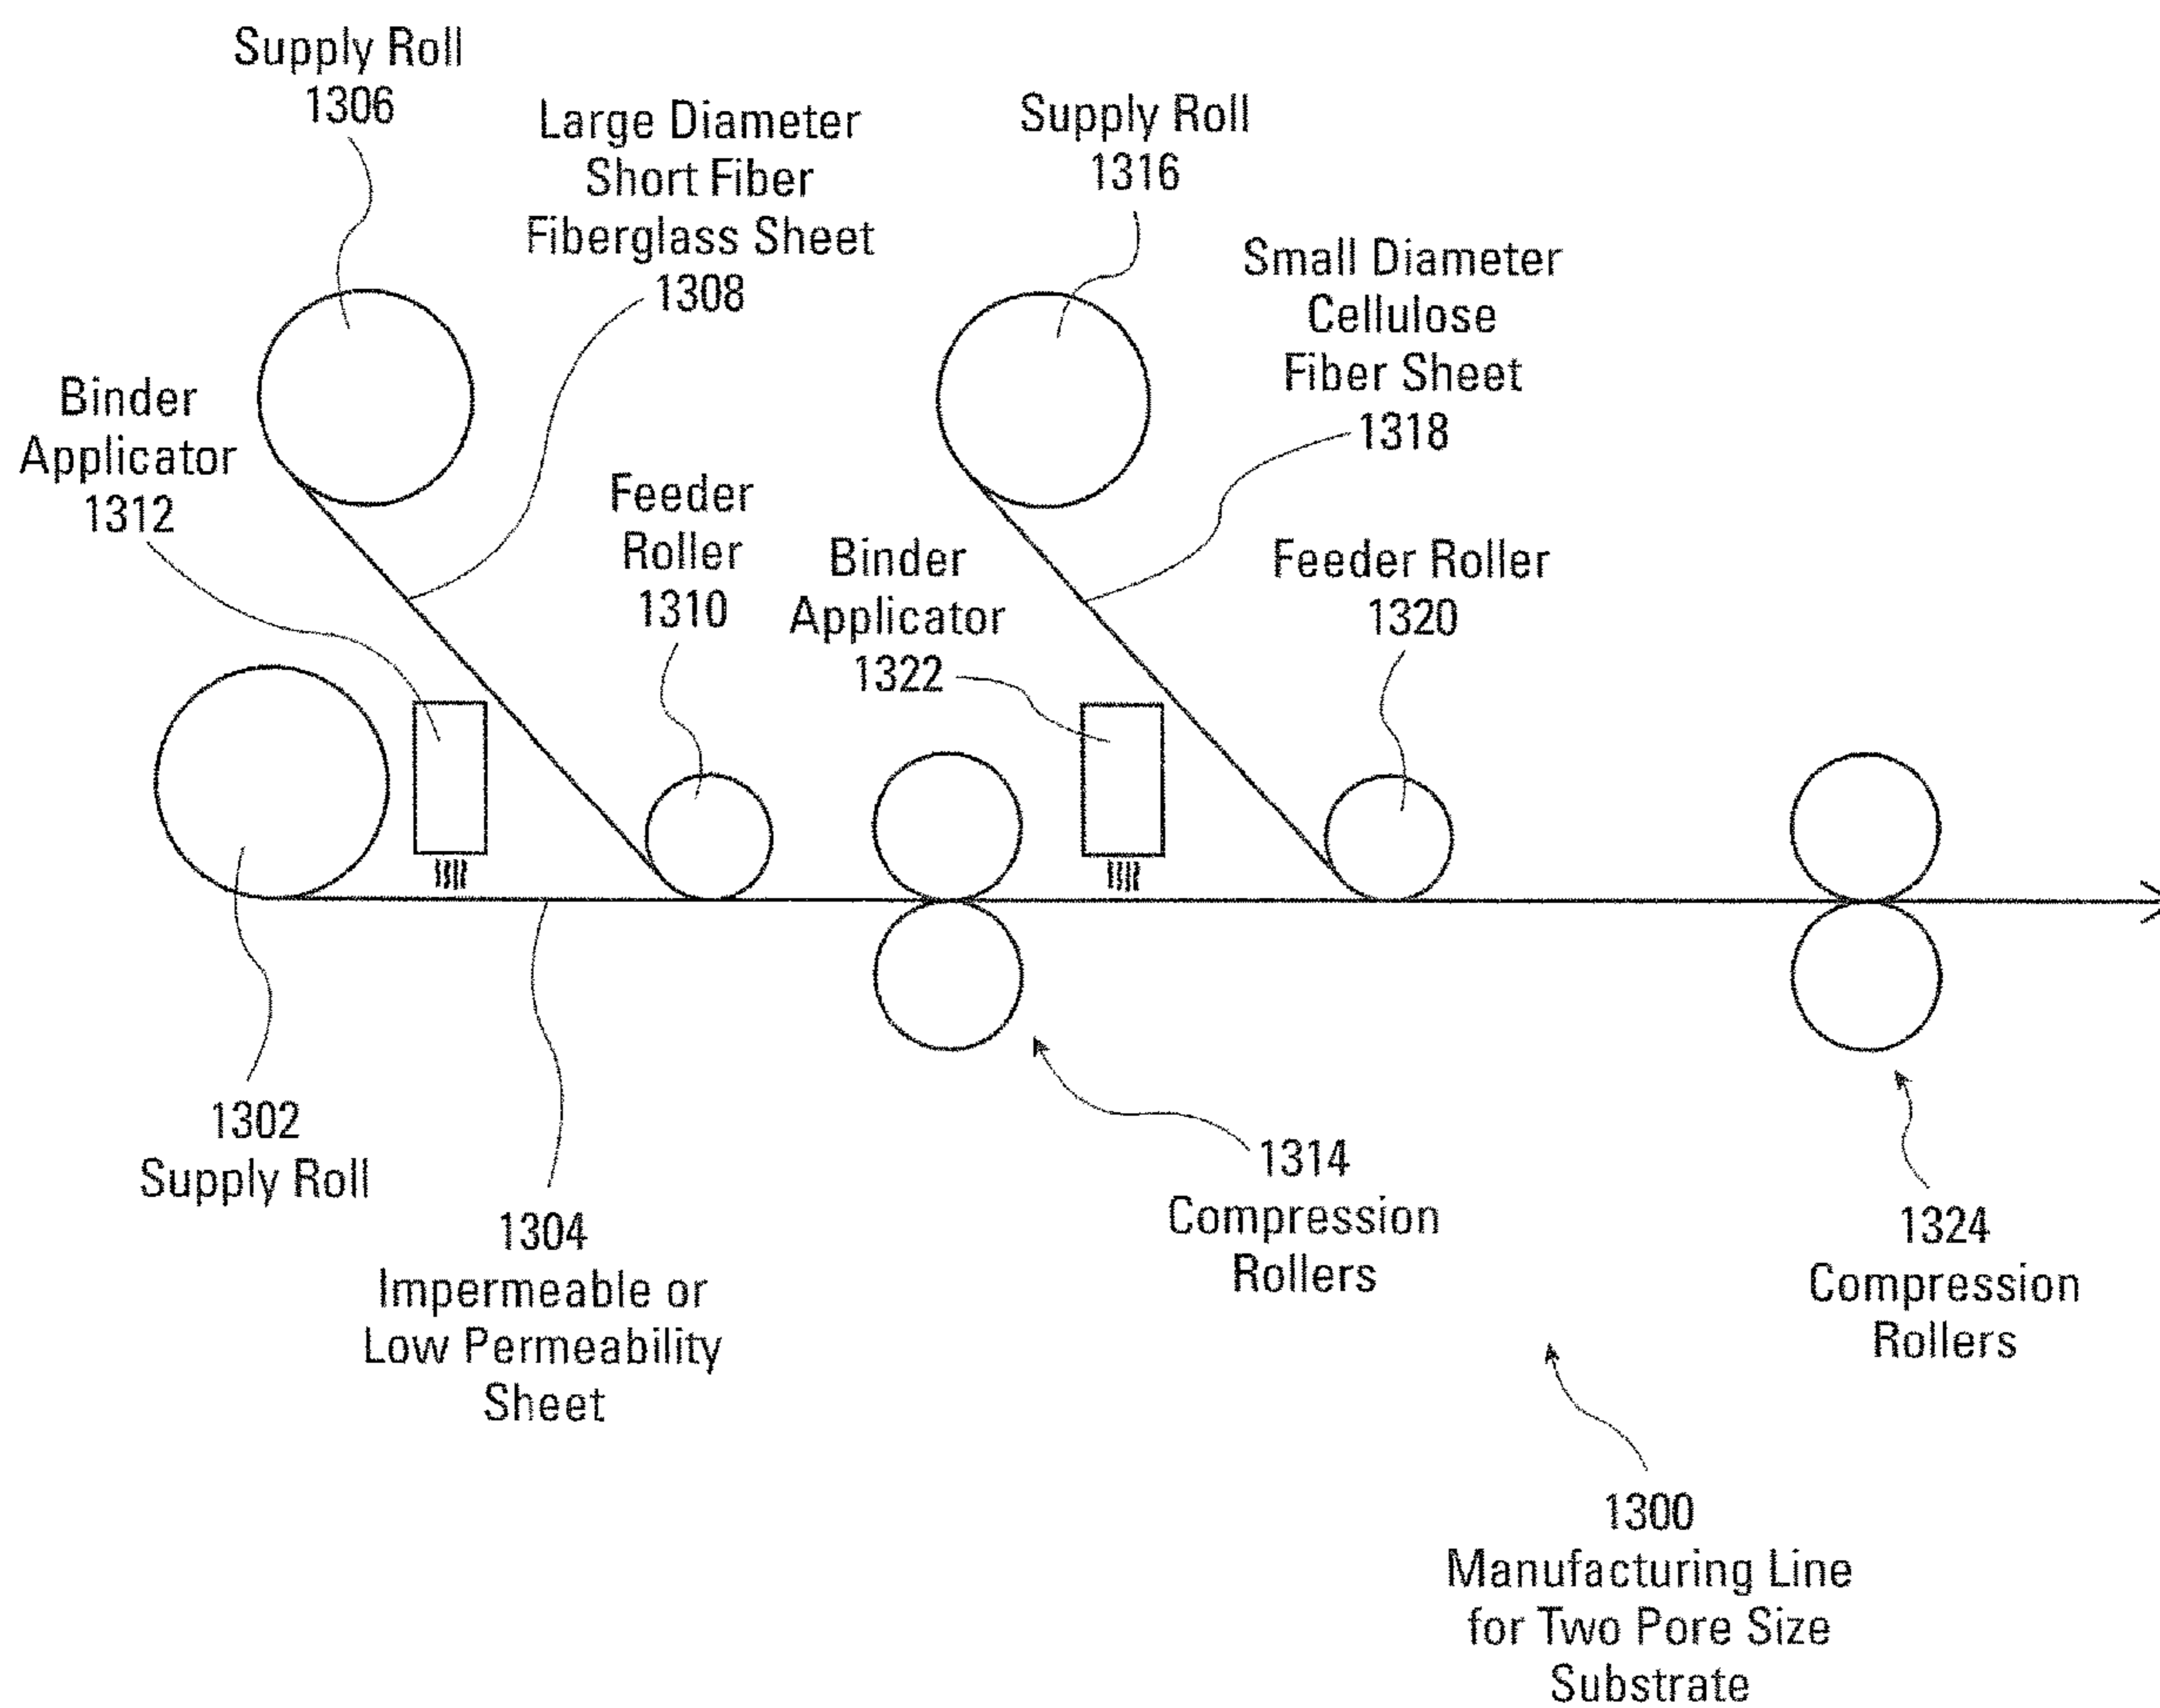 Supply Roll
1306
Large Diameter
Short Fiber
Fiberglass Sheet
1308
Supply Roll
1316
Small Diameter
Cellulose
Fiber Sheet
1318
Binder
Applicator
1312
Feeder
Roller
1310
Binder
Applicator
1322
Feeder Roller
1320
1302
Supply Roll
1304
Impermeable or
Low Permeability
Sheet
1314
Compression
Rollers
1324
Compression
Rollers
1300
Manufacturing Line
for Two Pore Size
Substrate